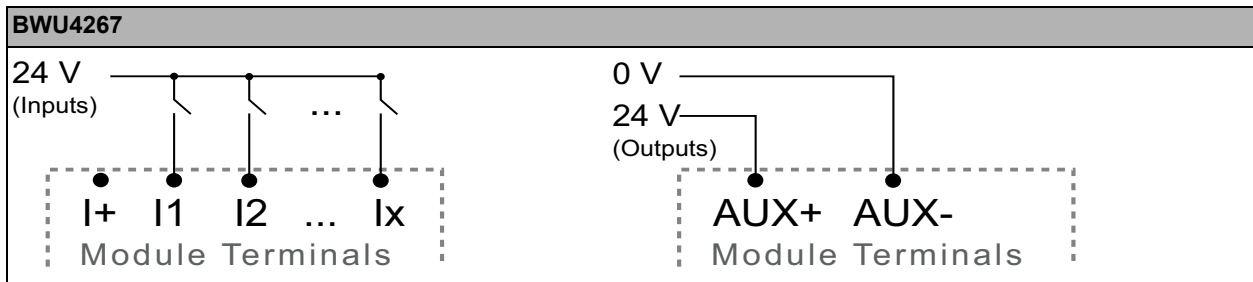 BWU4267
24 V
(Inputs)
...
I+ I1 I2 ... Ix
Module Terminals
0 V
24 V
(Outputs)
AUX+ AUX-
Module Terminals